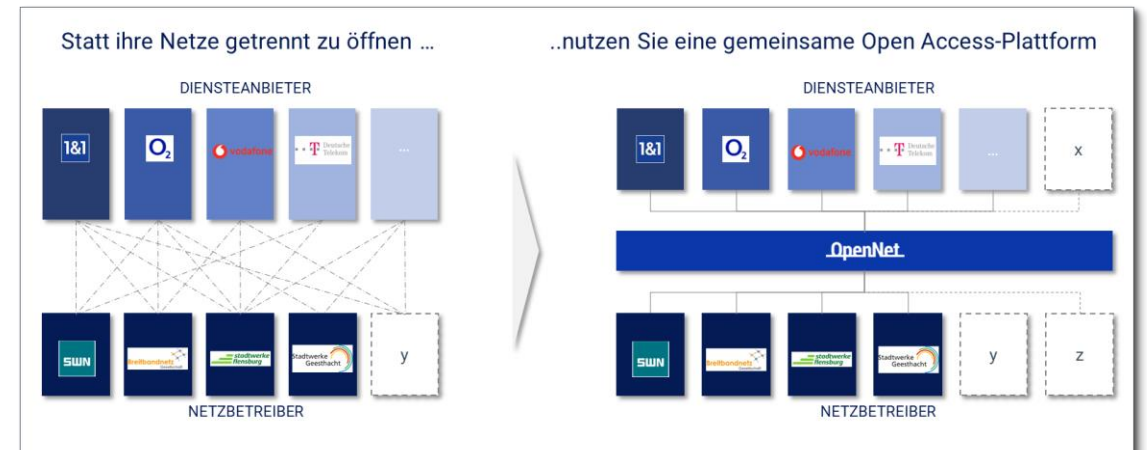 Statt ihre Netze getrennt zu öffnen ...
DIENSTEANBIETER
1&1
O2
vodafone
T Deutsche
Telekom
...
SWN
Breitbandnetz
Gesellschaft
stadtwerke
flensburg
Stadtwerke
Geesthacht
y
NETZBETREIBER
..nutzen Sie eine gemeinsame Open Access-Plattform
DIENSTEANBIETER
1&1
O2
vodafone
T Deutsche
Telekom
...
x
OpenNet
SWN
Breitbandnetz
Gesellschaft
stadtwerke
flensburg
Stadtwerke
Geesthacht
y
z
NETZBETREIBER